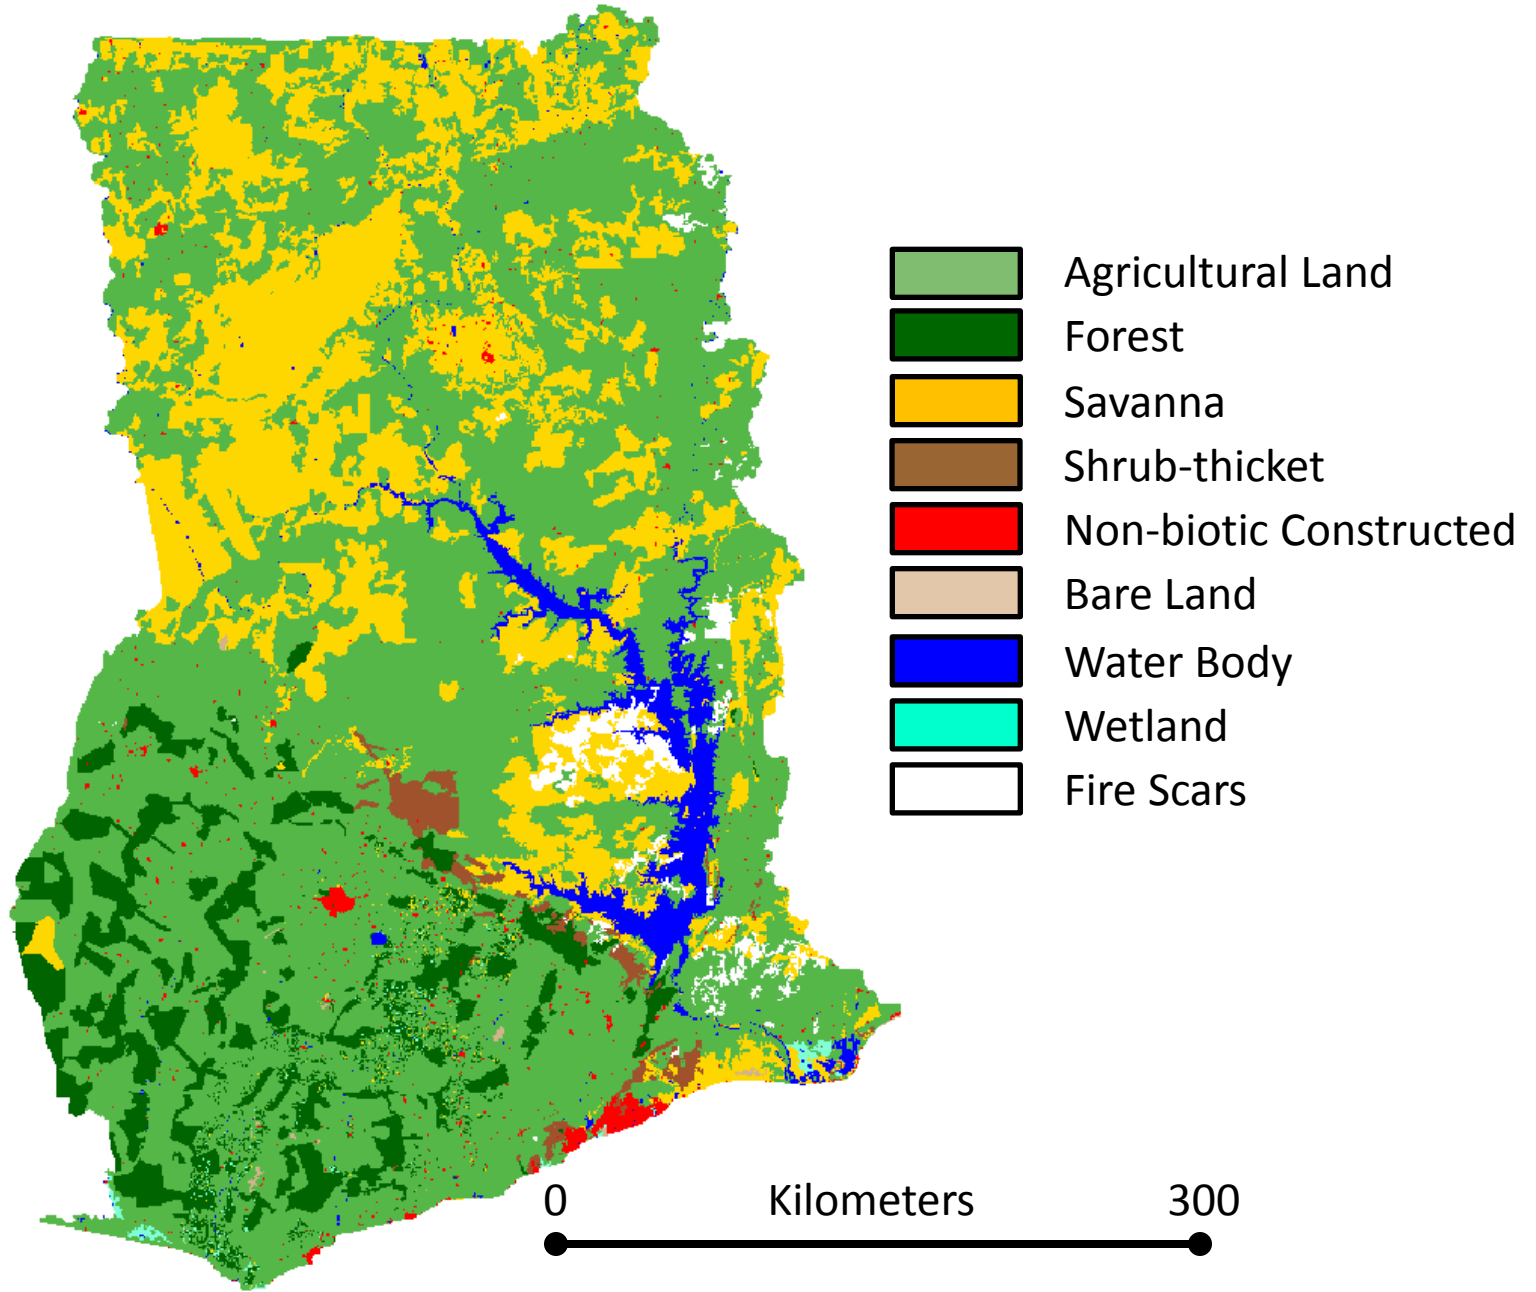 Agricultural Land
Forest
Savanna
Shrub-thicket
Non-biotic Constructed
Bare Land
Water Body
Wetland
Fire Scars
0 Kilometers 300